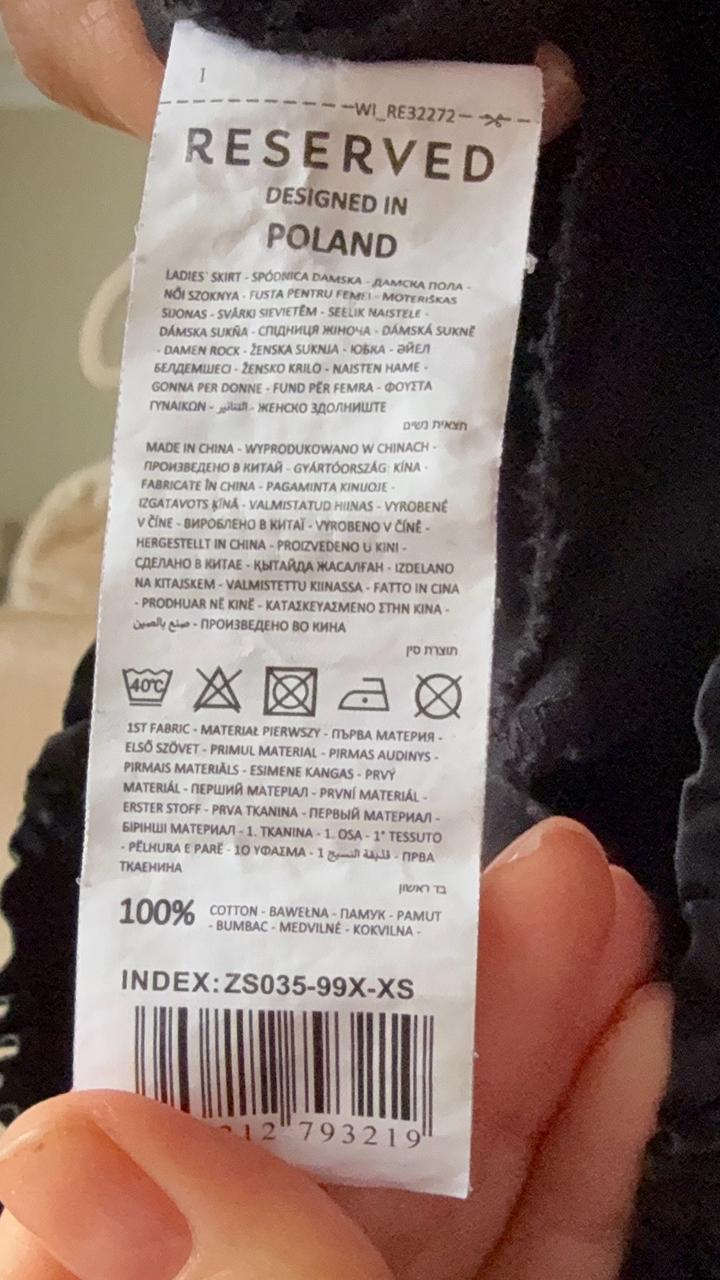 1
WI_RE32272
RESERVED
DESIGNED IN
POLAND
LADIES' SKIRT - SPÓDNICA DAMSKA - ДАМСКА ПОЛА -
NŐI SZOKNYA - FUSTA PENTRU FEMEI - MOTERIŠKAS
SIJONAS - SVĀRKI SIEVIETĒM - SEELIK NAISTELE -
DÁMSKA SUKŇA - СПІДНИЦЯ ЖІНОЧА - DÁMSKÁ SUKNĚ
- DAMEN ROCK - ŽENSKA SUKNJA - ЮБКА - ӘЙЕЛ
БЕЛДЕМШЕСІ - ŽENSKO KRILO - NAISTEN HAME -
GONNA PER DONNE - FUND PËR FEMRA - ΦΟΥΣΤΑ
ΓΥΝΑΙΚΩΝ - التنانير - ЖЕНСКО ЗДОЛНИШТЕ
חצאית נשים
MADE IN CHINA - WYPRODUKOWANO W CHINACH -
ПРОИЗВЕДЕНО В КИТАЙ - GYÁRTÓORSZÁG: KÍNA -
FABRICATE ÎN CHINA - PAGAMINTA KINIJOJE -
IZGATAVOTS ĶĪNĀ - VALMISTATUD HIINAS - VYROBENÉ
V ČÍNE - ВИРОБЛЕНО В КИТАЇ - VYROBENO V ČÍNĚ -
HERGESTELLT IN CHINA - PROIZVEDENO U KINI -
СДЕЛАНО В КИТАЕ - ҚЫТАЙДА ЖАСАЛҒАН - IZDELANO
NA KITAJSKEM - VALMISTETTU KIINASSA - FATTO IN CINA
- PRODHUAR NË KINË - ΚΑΤΑΣΚΕΥΑΣΜΕΝΟ ΣΤΗΝ ΚΙΝΑ -
صنع بالصين - ПРОИЗВЕДЕНО ВО КИНА
תוצרת סין
40°C
1ST FABRIC - MATERIAŁ PIERWSZY - ПЪРВА МАТЕРИЯ -
ELSŐ SZÖVET - PRIMUL MATERIAL - PIRMAS AUDINYS -
PIRMAIS MATERIĀLS - ESIMENE KANGAS - PRVÝ
MATERIÁL - ПЕРШИЙ МАТЕРІАЛ - PRVNÍ MATERIÁL -
ERSTER STOFF - PRVA TKANINA - ПЕРВЫЙ МАТЕРИАЛ -
БІРІНШІ МАТЕРИАЛ - 1. TKANINA - 1. OSA - 1° TESSUTO
- PËLHURA E PARË - 1Ο ΥΦΑΣΜΑ - قليفة النسيج 1 - ПРВА
ТКАЕНИНА
בד ראשון
100% COTTON - BAWEŁNA - ПАМУК - PAMUT
- BUMBAC - MEDVILNĖ - KOKVILNA -
INDEX: ZS035-99X-XS
12 793219